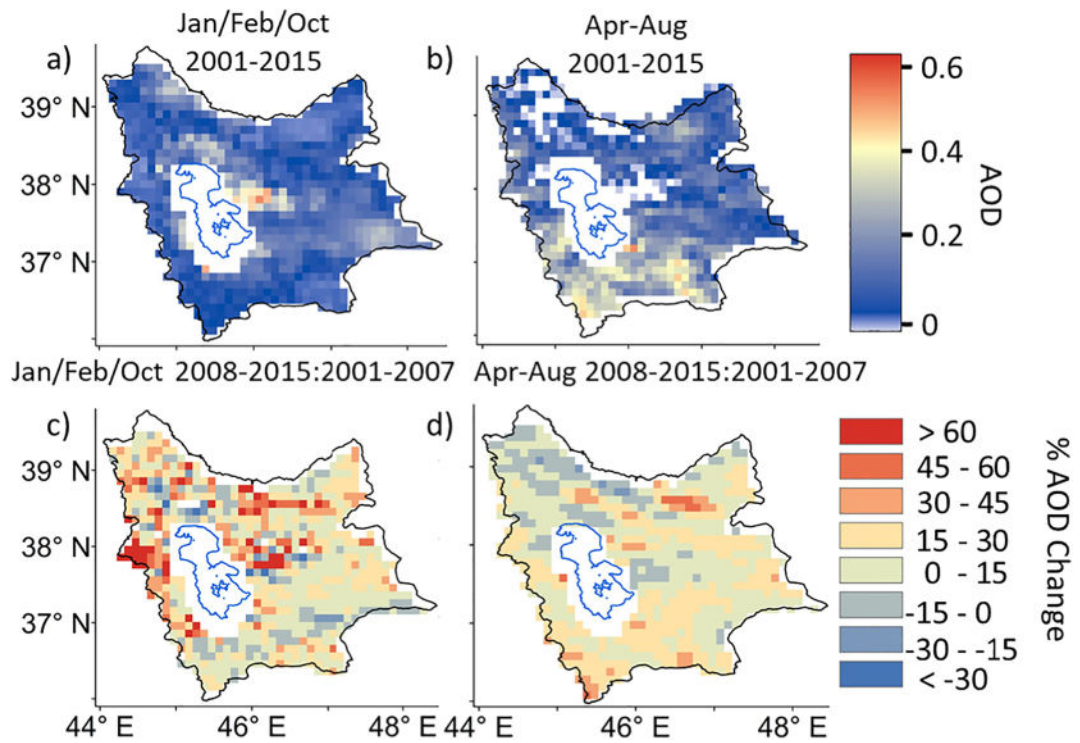 Jan/Feb/Oct
2001-2015
Apr-Aug
2001-2015
a)
b)
39° N
38° N
37° N
0.6
0.4
0.2
0
AOD
Jan/Feb/Oct 2008-2015:2001-2007
Apr-Aug 2008-2015:2001-2007
c)
d)
39° N
38° N
37° N
44° E
46° E
48° E
44° E
46° E
48° E
> 60
45 - 60
30 - 45
15 - 30
0 - 15
-15 - 0
-30 - -15
< -30
% AOD Change